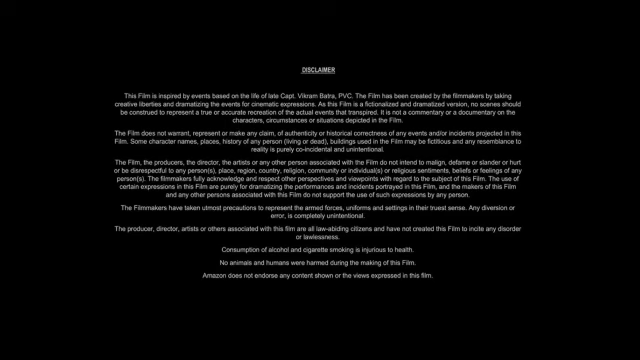 DISCLAIMER
This Film is inspired by events based on the life of late Capt. Vikram Batra, PVC. The Film has been created by the filmmakers by taking
creative liberties and dramatizing the events for cinematic expressions. As this Film is a fictionalized and dramatized version, no scenes should
be construed to represent a true or accurate recreation of the actual events that transpired. It is not a commentary or a documentary on the
characters, circumstances or situations depicted in the Film.
The Film does not warrant, represent or make any claim, of authenticity or historical correctness of any events and/or incidents projected in this
Film. Some character names, places, history of any person (living or dead), buildings used in the Film may be fictitious and any resemblance to
reality is purely co-incidental and unintentional.
The Film, the producers, the director, the artists or any other person associated with the Film do not intend to malign, defame or slander or hurt
or be disrespectful to any person(s), place, region, country, religion, community or individual(s) or religious sentiments, beliefs or feelings of any
person(s). The filmmakers fully acknowledge and respect other perspectives and viewpoints with regard to the subject of this Film. The use of
certain expressions in this Film are purely for dramatizing the performances and incidents portrayed in this Film, and the makers of this Film
and any other persons associated with this Film do not support the use of such expressions by any person.
The Filmmakers have taken utmost precautions to represent the armed forces, uniforms and settings in their truest sense. Any diversion or
error, is completely unintentional.
The producer, director, artists or others associated with this film are all law-abiding citizens and have not created this Film to incite any disorder
or lawlessness.
Consumption of alcohol and cigarette smoking is injurious to health.
No animals and humans were harmed during the making of this Film.
Amazon does not endorse any content shown or the views expressed in this film.